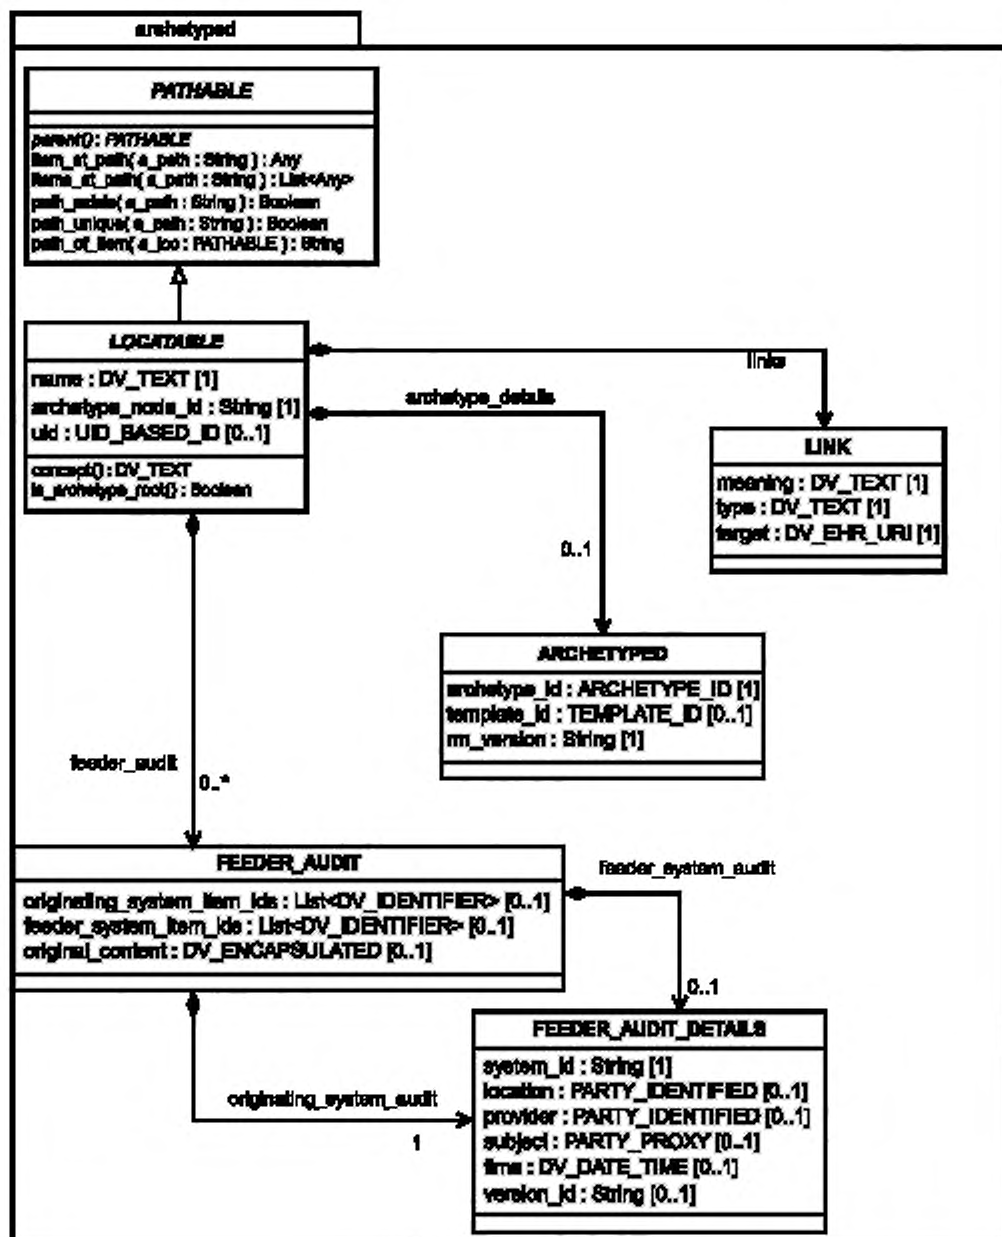 archetyped
PATHABLE
parent() : PATHABLE
item_at_path( a_path : String ) : Any
items_at_path( a_path : String ) : List<Any>
path_exists( a_path : String ) : Boolean
path_unique( a_path : String ) : Boolean
path_of_item( a_loc : PATHABLE ) : String
LOCATABLE
name : DV_TEXT [1]
archetype_node_id : String [1]
uid : UID_BASED_ID [0..1]
concept() : DV_TEXT
is_archetype_root() : Boolean
links
archetype_details
LINK
meaning : DV_TEXT [1]
type : DV_TEXT [1]
target : DV_EHR_URI [1]
0..1
ARCHETYPED
archetype_id : ARCHETYPE_ID [1]
template_id : TEMPLATE_ID [0..1]
rm_version : String [1]
feeder_audit
0..*
FEEDER_AUDIT
originating_system_item_ids : List<DV_IDENTIFIER> [0..1]
feeder_system_item_ids : List<DV_IDENTIFIER> [0..1]
original_content : DV_ENCAPSULATED [0..1]
feeder_system_audit
0..1
FEEDER_AUDIT_DETAILS
system_id : String [1]
location : PARTY_IDENTIFIED [0..1]
provider : PARTY_IDENTIFIED [0..1]
subject : PARTY_PROXY [0..1]
time : DV_DATE_TIME [0..1]
version_id : String [0..1]
originating_system_audit
1